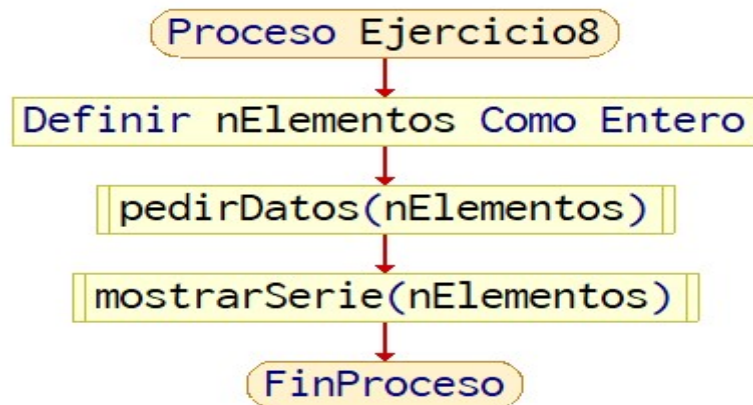 Proceso Ejercicio8
Definir nElementos Como Entero
pedirDatos(nElementos)
mostrarSerie(nElementos)
FinProceso